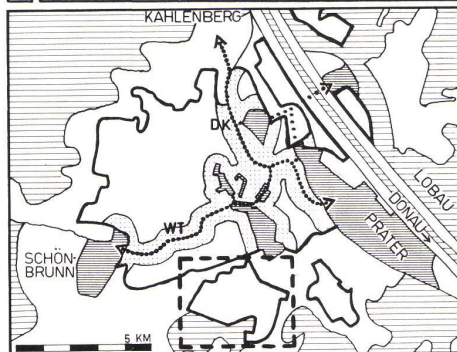 KAHLENBERG
DK
WT
SCHÖN-
BRUNN
PRATER
DONAU
LOBAU
5 KM